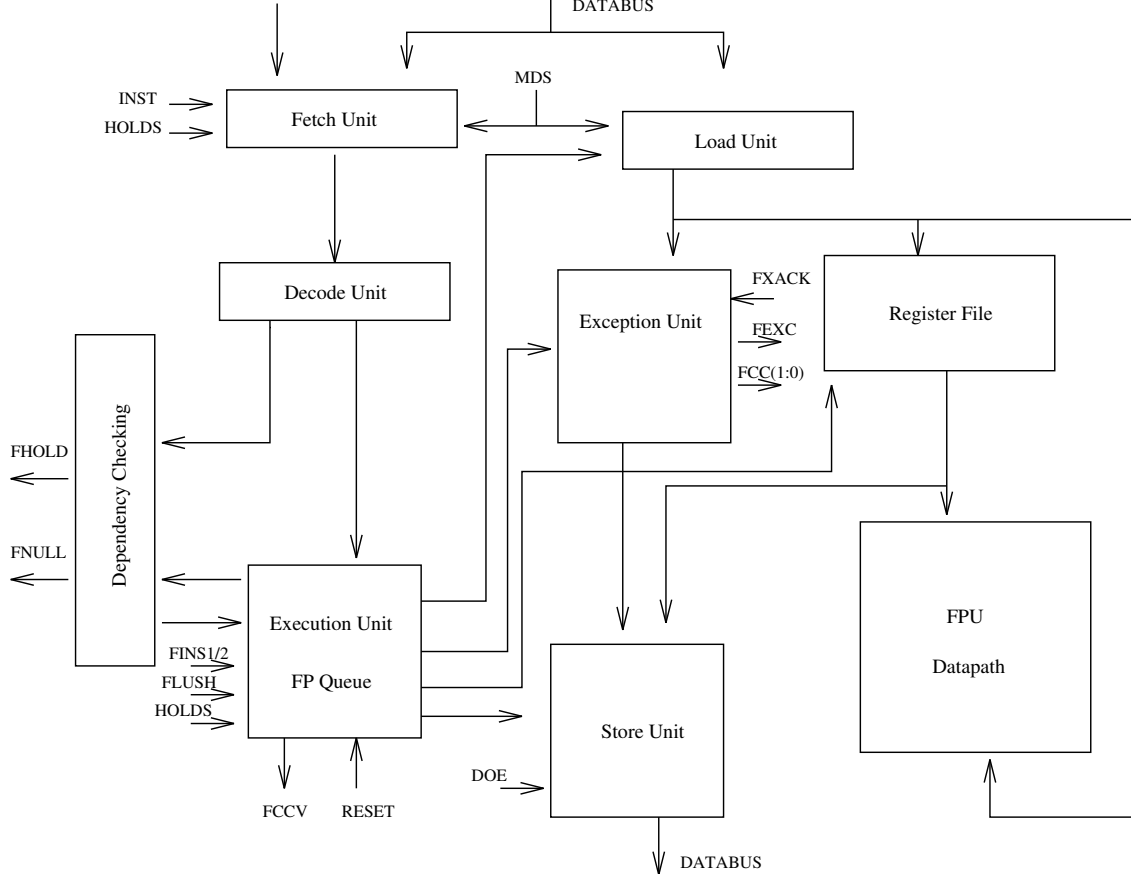 DATABUS
MDS
INST
HOLDS
Fetch Unit
Load Unit
Decode Unit
FXACK
Exception Unit
Register File
FEXC
FCC(1:0)
Dependency Checking
FHOLD
FNULL
Execution Unit
FP Queue
FINS1/2
FLUSH
HOLDS
FPU
Datapath
Store Unit
DOE
FCCV
RESET
DATABUS